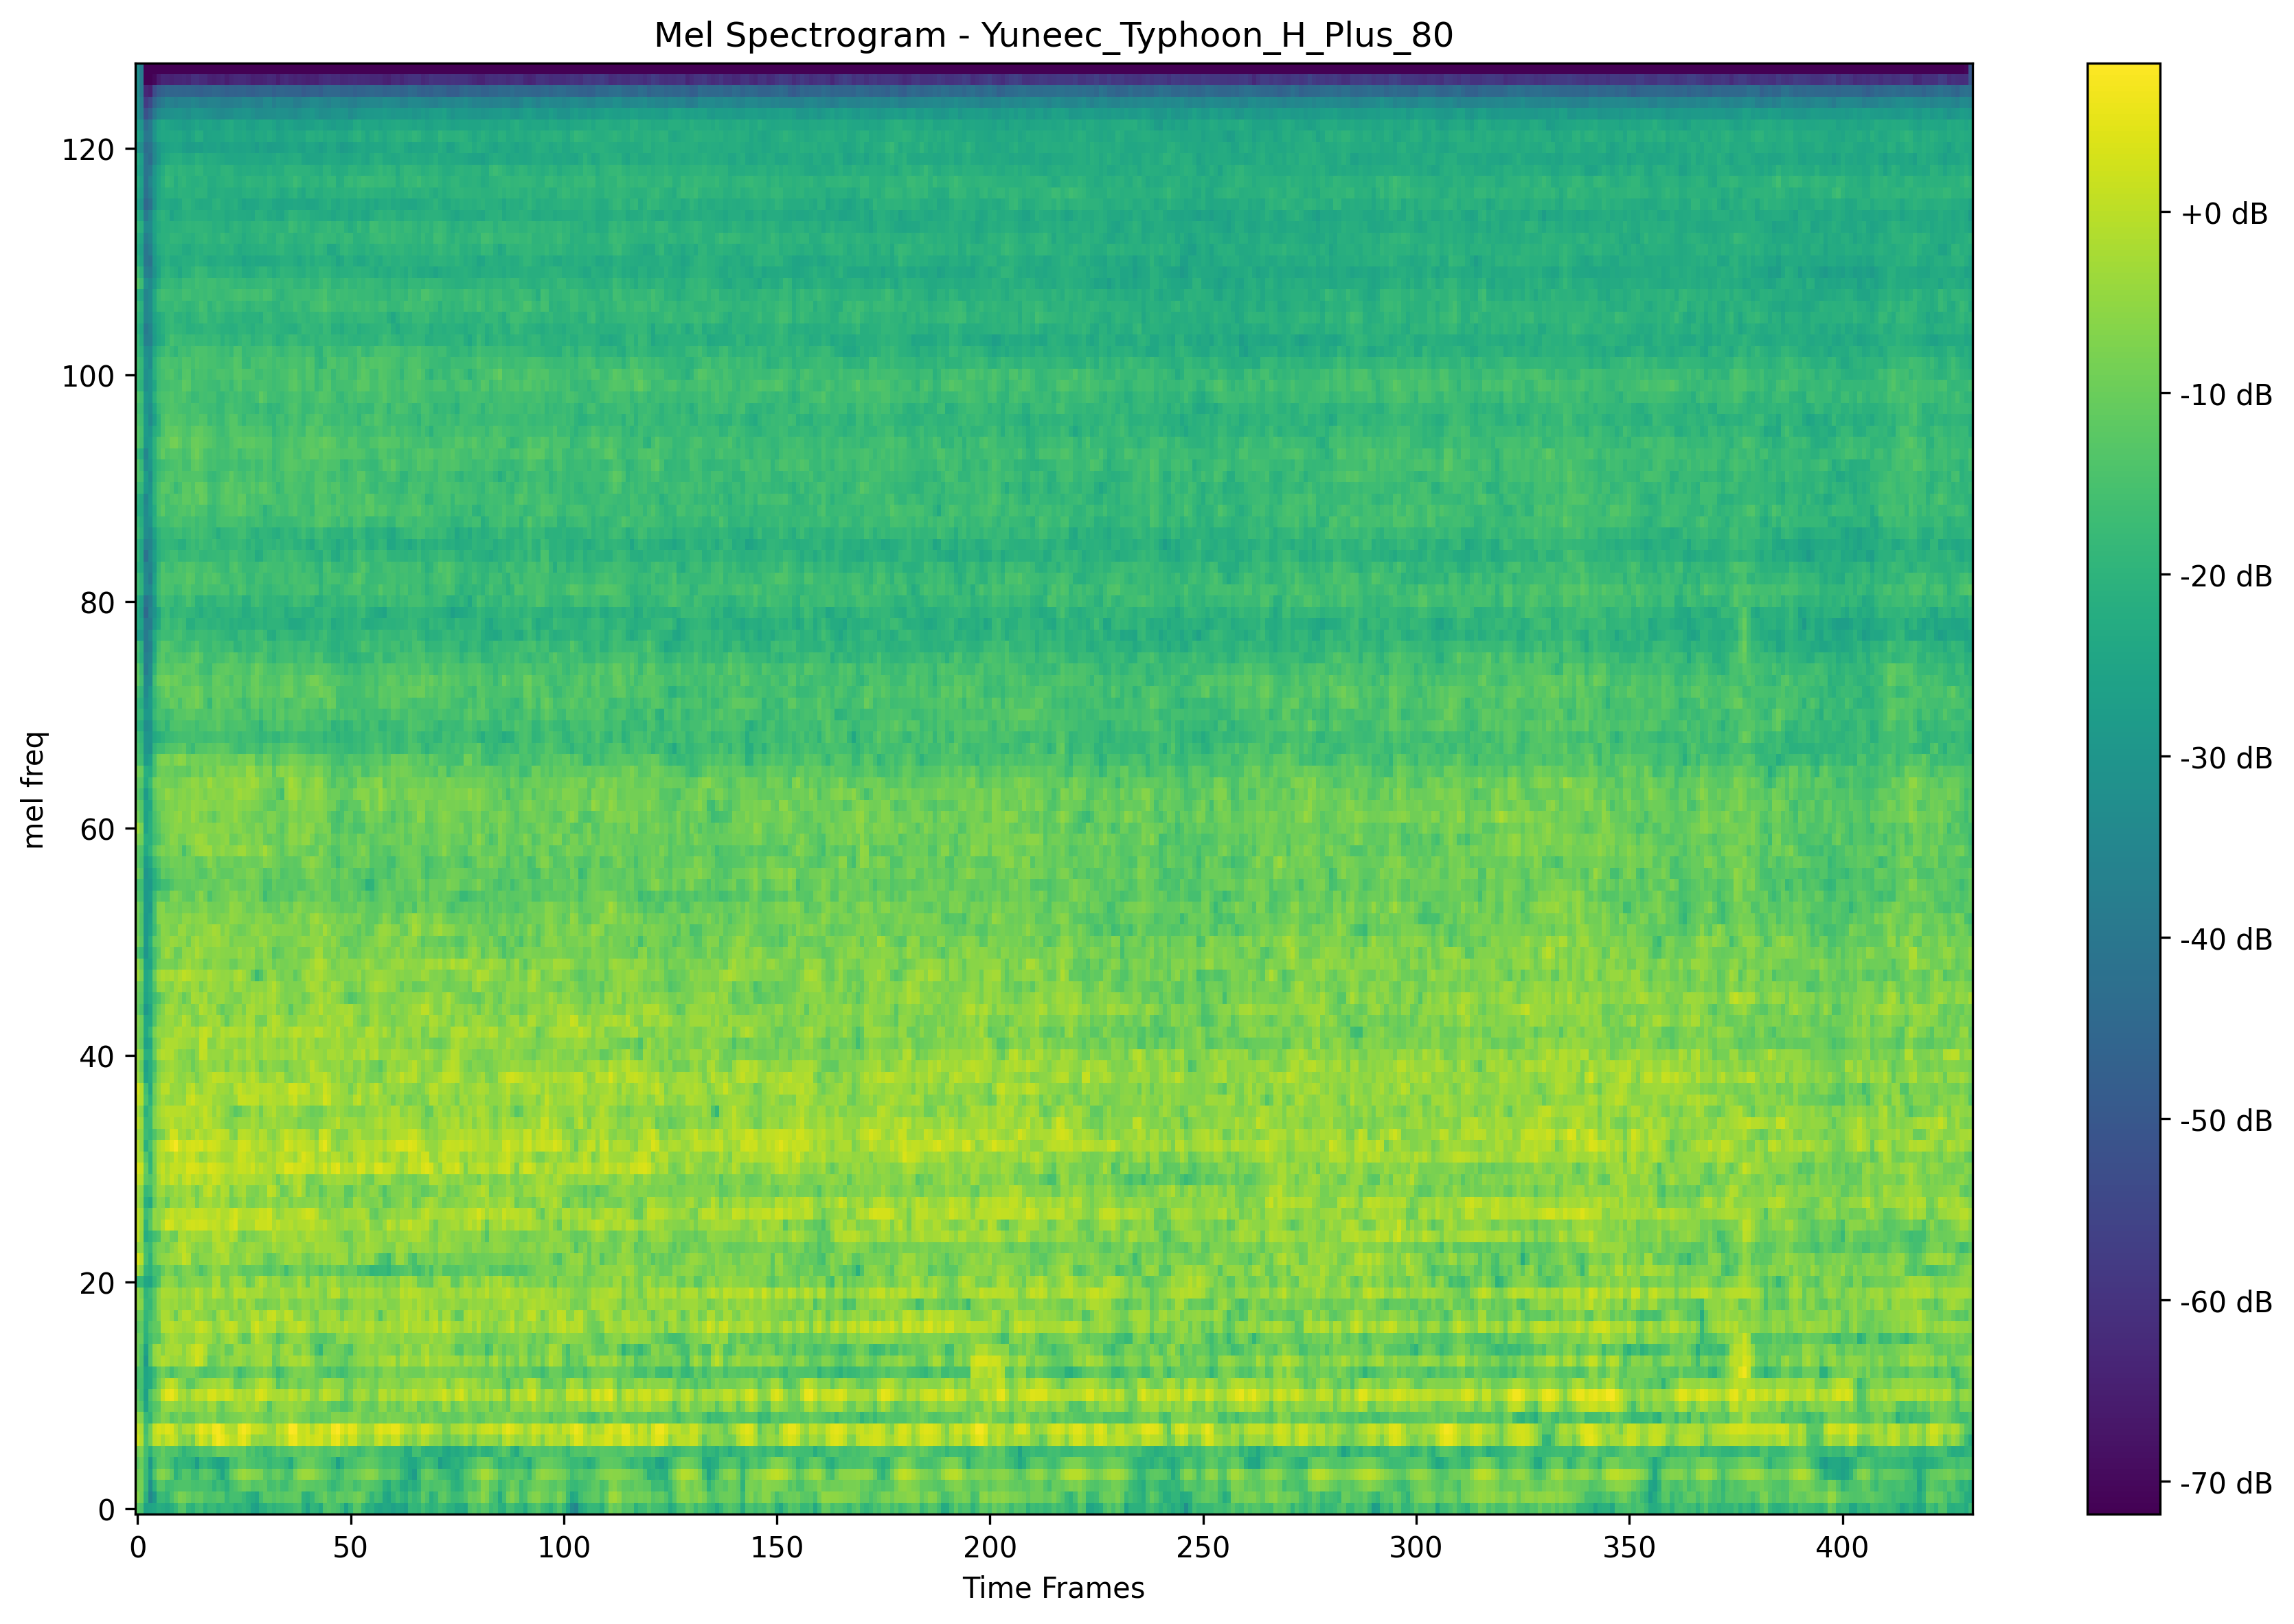 Mel Spectrogram - Yuneec_Typhoon_H_Plus_80
mel freq
120
100
80
60
40
20
0
0 50 100 150 200 250 300 350 400
Time Frames
+0 dB
-10 dB
-20 dB
-30 dB
-40 dB
-50 dB
-60 dB
-70 dB